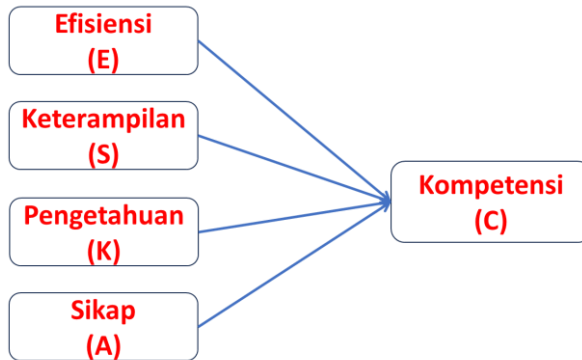 Efisiensi
(E)
Keterampilan
(S)
Pengetahuan
(K)
Sikap
(A)
Kompetensi
(C)